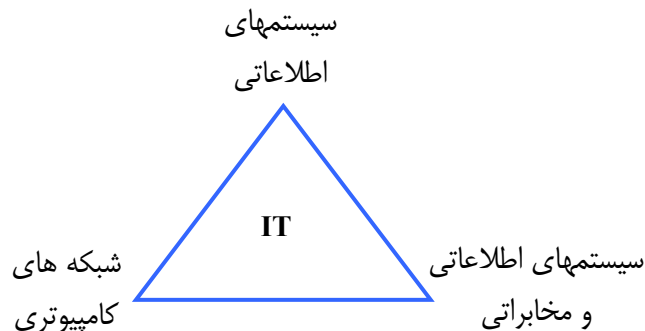 سیستمهای
اطلاعاتی
IT
سیستمهای اطلاعاتی
و مخابراتی
شبکه های
کامپیوتری